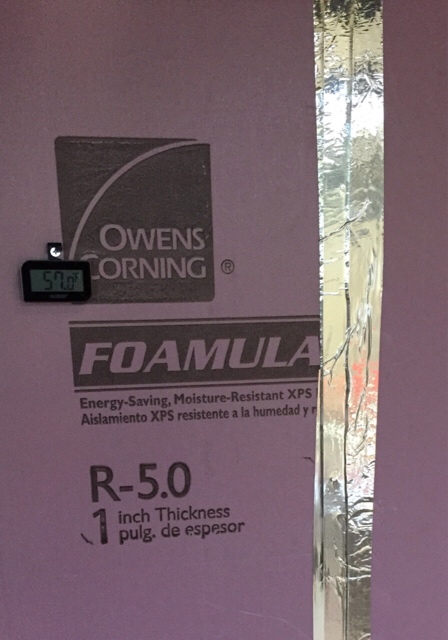 OWENS
CORNING ®
57.0
FOAMULA
Energy-Saving, Moisture-Resistant XPS
Aislamiento XPS resistente a la humedad y
R-5.0
1 inch Thickness
pulg. de espesor